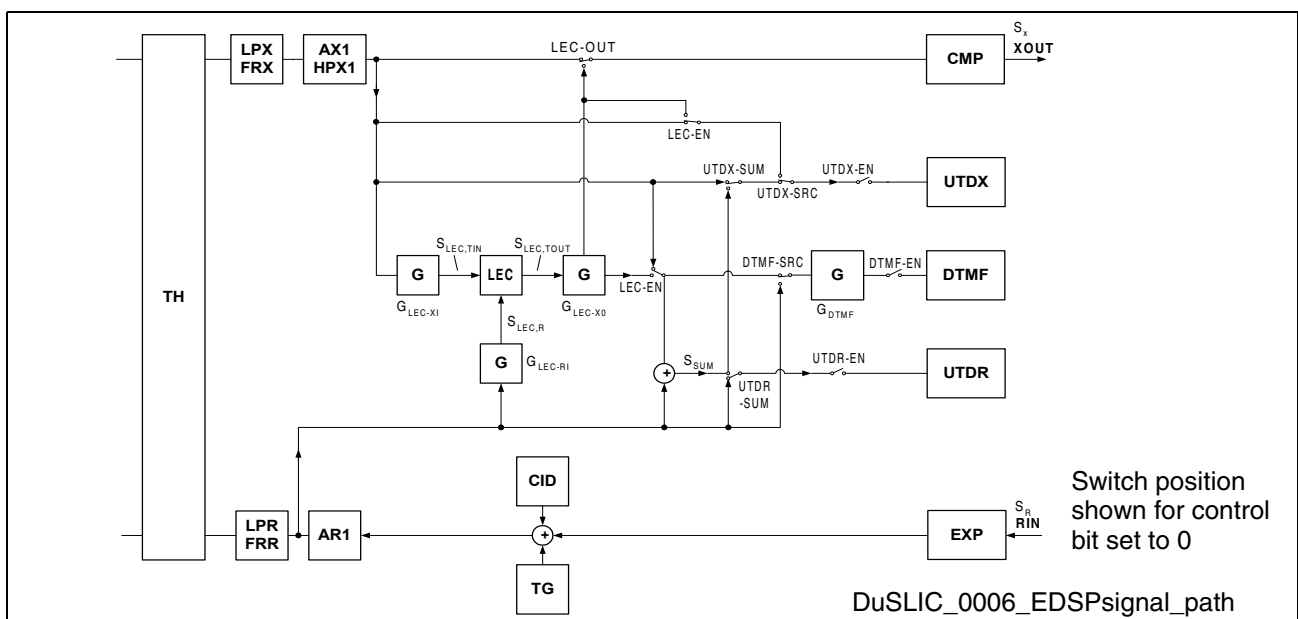 LPX
FRX
AX1
HPX1
LEC-OUT
CMP
Sx
XOUT
LEC-EN
UTDX-SUM
UTDX-SRC
UTDX-EN
UTDX
TH
SLEC,TIN
SLEC,TOUT
G
LEC
G
LEC-EN
DTMF-SRC
G
DTMF-EN
DTMF
GLEC-XI
GLEC-X0
GDTMF
SLEC,R
G
GLEC-RI
+
SSUM
UTDR
-SUM
UTDR-EN
UTDR
CID
LPR
FRR
AR1
+
TG
EXP
SR
RIN
Switch position
shown for control
bit set to 0
DuSLIC_0006_EDSPsignal_path